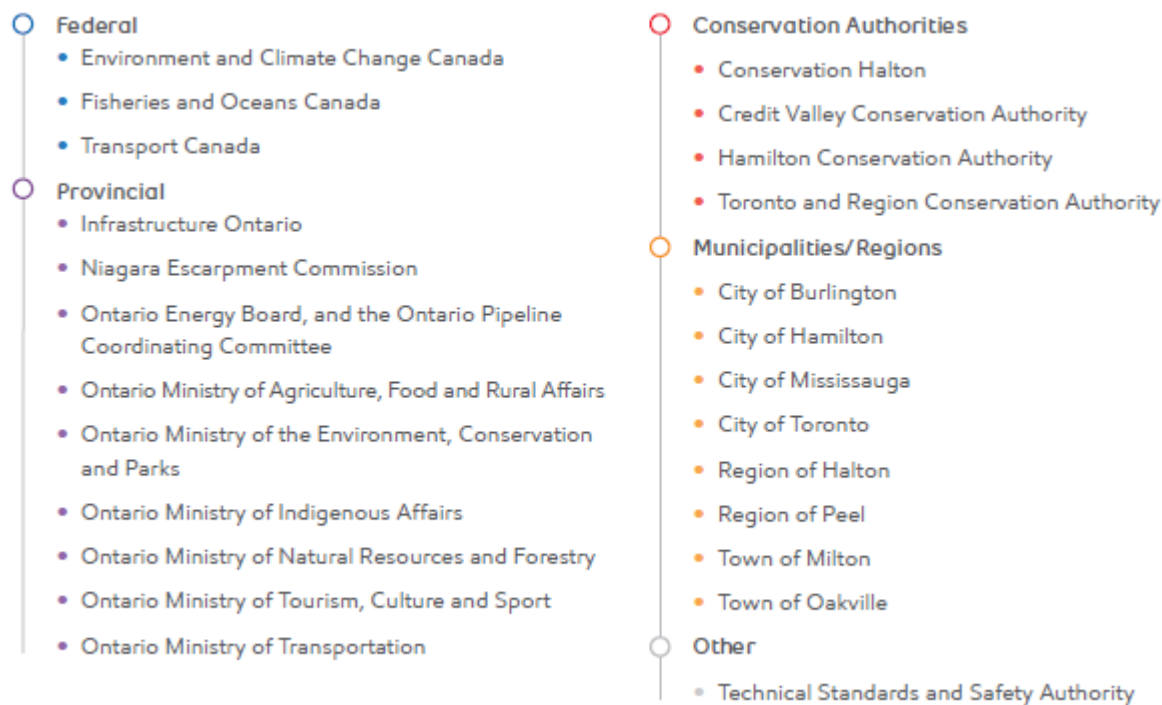 Federal
Environment and Climate Change Canada
Fisheries and Oceans Canada
Transport Canada
Provincial
Infrastructure Ontario
Niagara Escarpment Commission
Ontario Energy Board, and the Ontario Pipeline
Coordinating Committee
Ontario Ministry of Agriculture, Food and Rural Affairs
Ontario Ministry of the Environment, Conservation
and Parks
Ontario Ministry of Indigenous Affairs
Ontario Ministry of Natural Resources and Forestry
Ontario Ministry of Tourism, Culture and Sport
Ontario Ministry of Transportation
Conservation Authorities
Conservation Halton
Credit Valley Conservation Authority
Hamilton Conservation Authority
Toronto and Region Conservation Authority
Municipalities/Regions
City of Burlington
City of Hamilton
City of Mississauga
City of Toronto
Region of Halton
Region of Peel
Town of Milton
Town of Oakville
Other
Technical Standards and Safety Authority